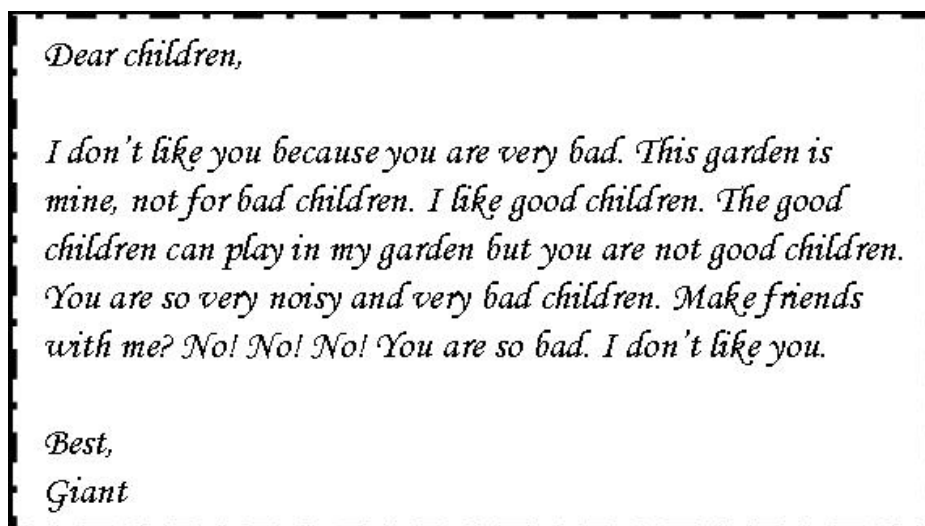 Dear children,
I don't like you because you are very bad. This garden is
mine, not for bad children. I like good children. The good
children can play in my garden but you are not good children.
You are so very noisy and very bad children. Make friends
with me? No! No! No! You are so bad. I don't like you.
Best,
Giant